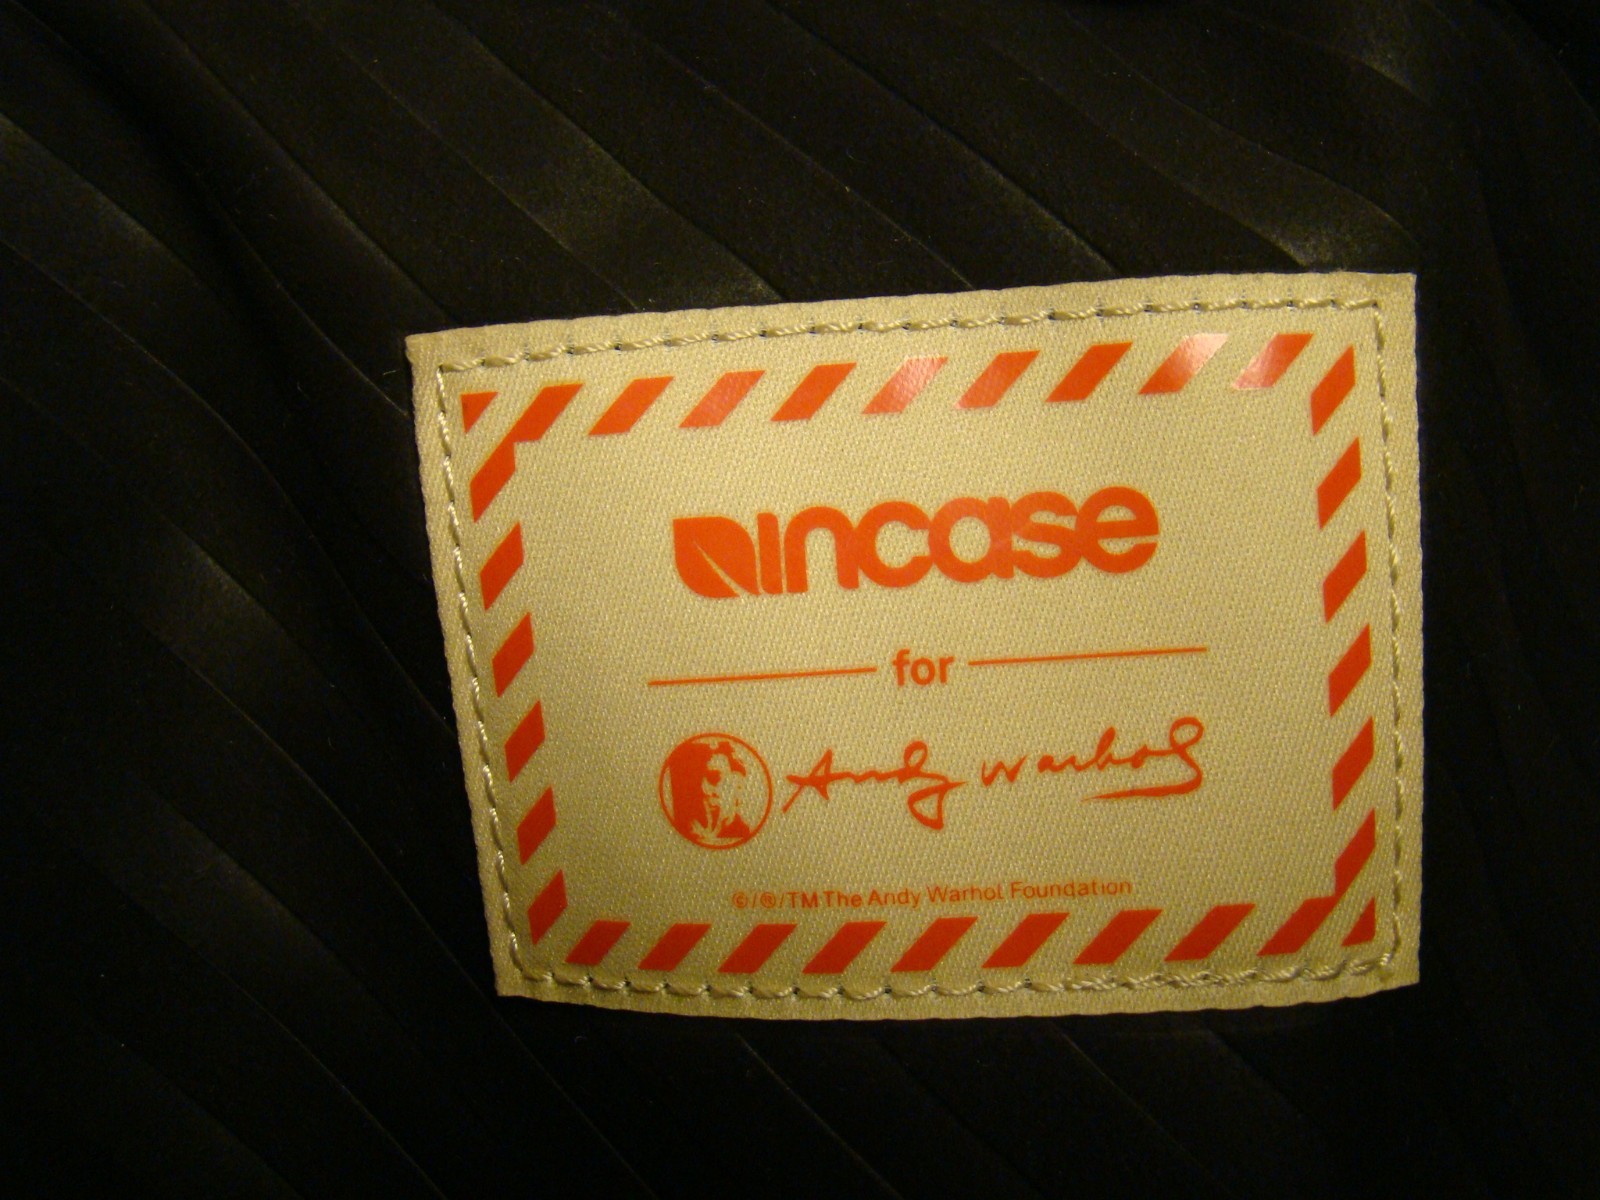 incase
for
Andy Warhol
©/®/TM The Andy Warhol Foundation